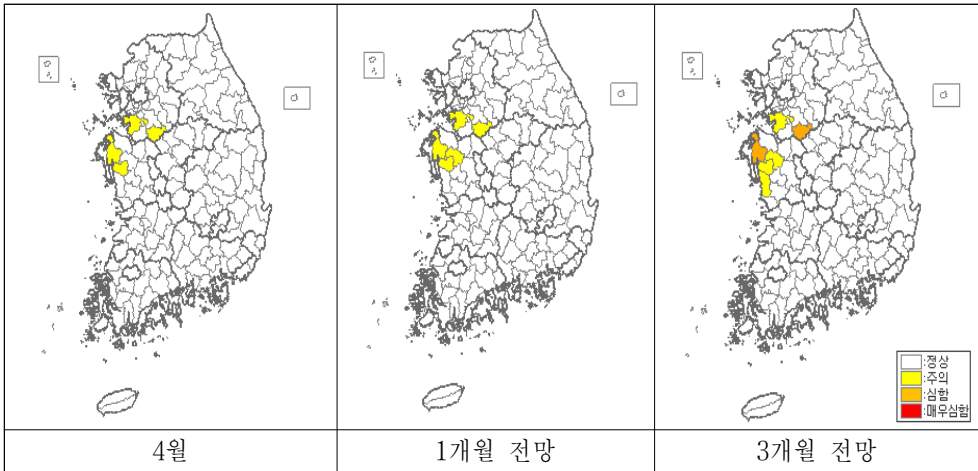 :정상
:주의
:심함
:매우심함
4월
1개월 전망
3개월 전망